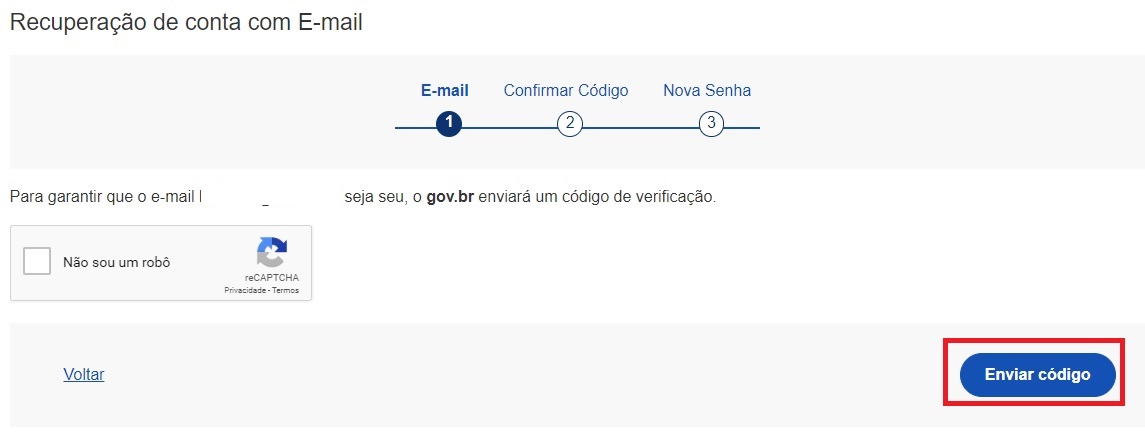 Recuperação de conta com E-mail
E-mail Confirmar Código Nova Senha
1 2 3
Para garantir que o e-mail seja seu, o gov.br enviará um código de verificação.
Não sou um robô
reCAPTCHA
Privacidade - Termos
Voltar
Enviar código